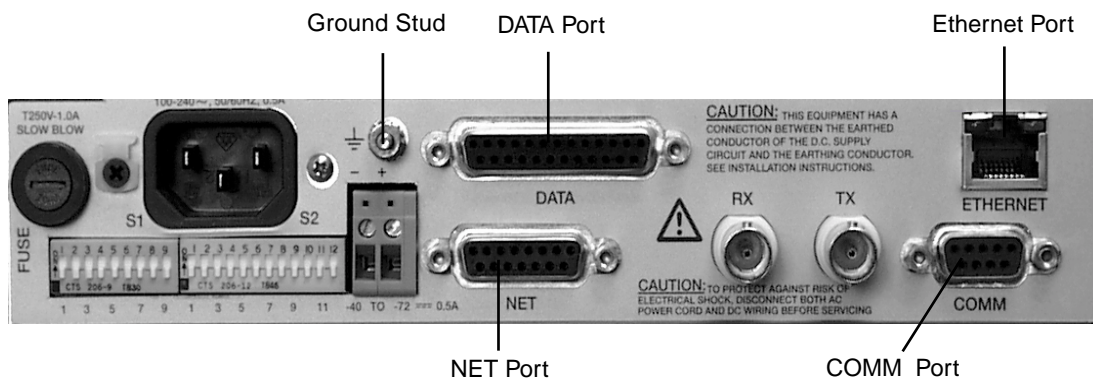 Ground Stud
DATA Port
Ethernet Port
100-240~, 50/60HZ, 0.5A
T250V-1.0A
SLOW BLOW
FUSE
S1
S2
- +
DATA
CAUTION: THIS EQUIPMENT HAS A
CONNECTION BETWEEN THE EARTHED
CONDUCTOR OF THE D.C. SUPPLY
CIRCUIT AND THE EARTHING CONDUCTOR.
SEE INSTALLATION INSTRUCTIONS.
RX
TX
ETHERNET
1 2 3 4 5 6 7 8 9
CTS 206-9 T830
1 2 3 4 5 6 7 8 9 10 11 12
CTS 206-12
1 3 5 7 9
1 3 5 7 9 11
-40 TO -72 0.5A
NET
CAUTION: TO PROTECT AGAINST RISK OF
ELECTRICAL SHOCK, DISCONNECT BOTH AC
POWER CORD AND DC WIRING BEFORE SERVICING
COMM
NET Port
COMM Port